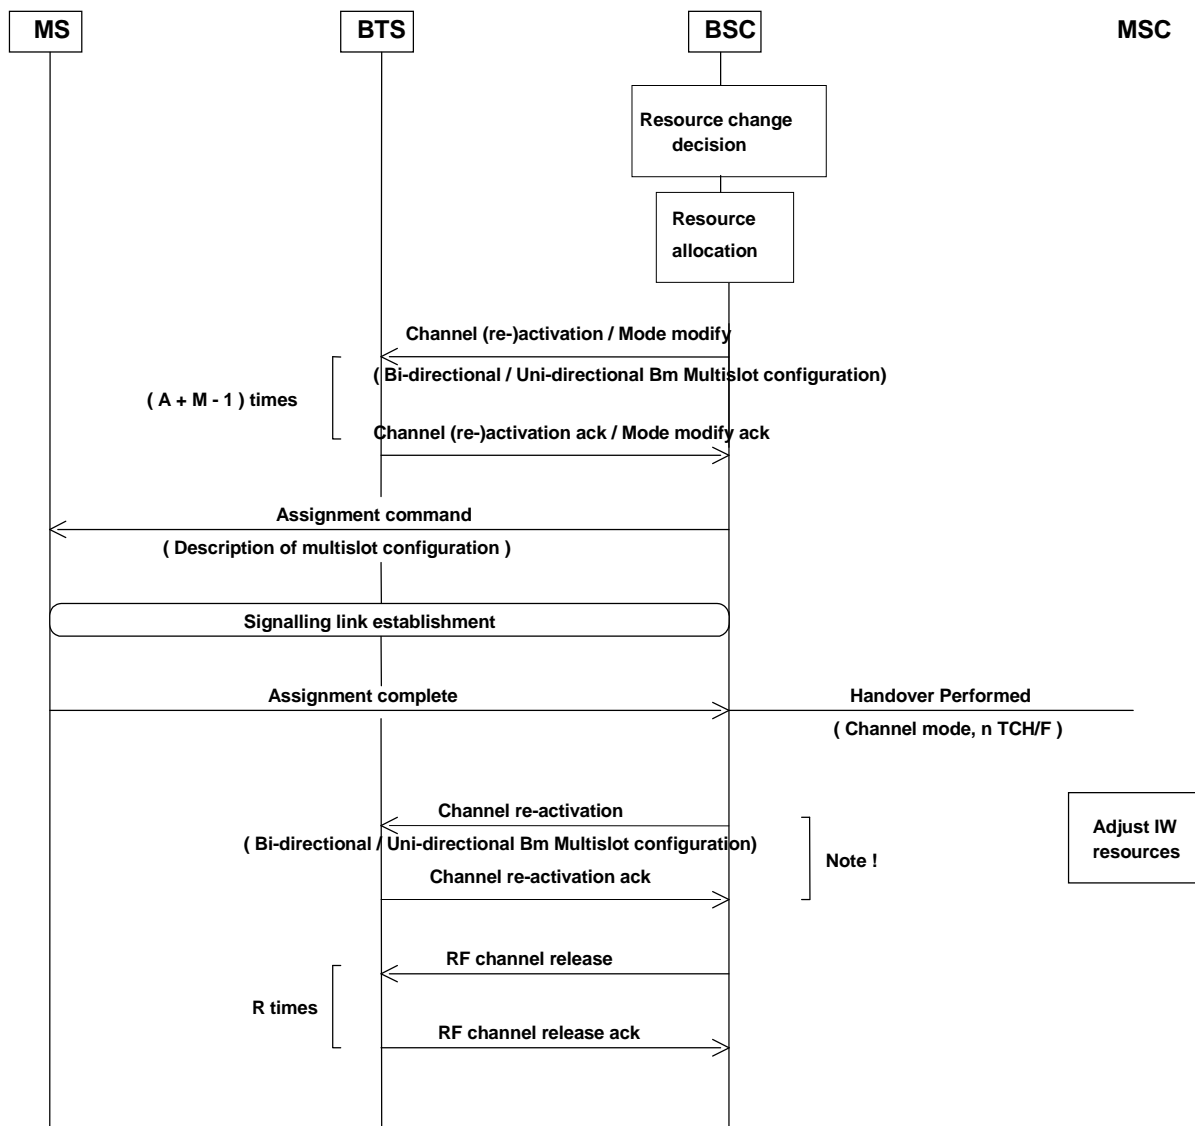 MS
BTS
BSC
MSC
Resource change
decision
Resource
allocation
Channel (re-)activation / Mode modify
( Bi-directional / Uni-directional Bm Multislot configuration)
( A + M - 1 ) times
Channel (re-)activation ack / Mode modify ack
Assignment command
( Description of multislot configuration )
Signalling link establishment
Assignment complete
Handover Performed
( Channel mode, n TCH/F )
Channel re-activation
( Bi-directional / Uni-directional Bm Multislot configuration)
Adjust IW
resources
Note !
Channel re-activation ack
RF channel release
R times
RF channel release ack